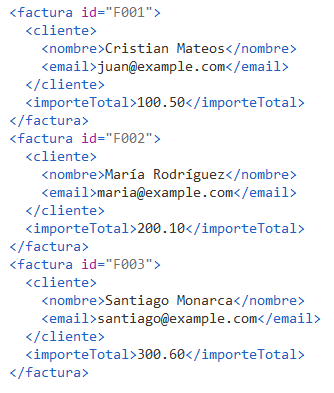 <factura id="F001">
  <cliente>
    <nombre>Cristian Mateos</nombre>
    <email>juan@example.com</email>
  </cliente>
  <importeTotal>100.50</importeTotal>
</factura>
<factura id="F002">
  <cliente>
    <nombre>María Rodríguez</nombre>
    <email>maria@example.com</email>
  </cliente>
  <importeTotal>200.10</importeTotal>
</factura>
<factura id="F003">
  <cliente>
    <nombre>Santiago Monarca</nombre>
    <email>santiago@example.com</email>
  </cliente>
  <importeTotal>300.60</importeTotal>
</factura>